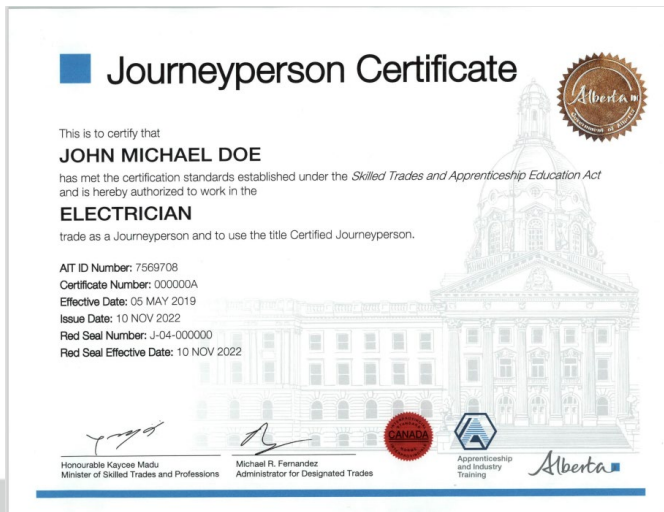 Journeyperson Certificate
Alberta
Government of Alberta
This is to certify that
JOHN MICHAEL DOE
has met the certification standards established under the Skilled Trades and Apprenticeship Education Act
and is hereby authorized to work in the
ELECTRICIAN
trade as a Journeyperson and to use the title Certified Journeyperson.
AIT ID Number: 7569708
Certificate Number: 000000A
Effective Date: 05 MAY 2019
Issue Date: 10 NOV 2022
Red Seal Number: J-04-000000
Red Seal Effective Date: 10 NOV 2022
CANADA
Honourable Kaycee Madu
Minister of Skilled Trades and Professions
Michael R. Fernandez
Administrator for Designated Trades
Apprenticeship
and Industry
Training
Alberta